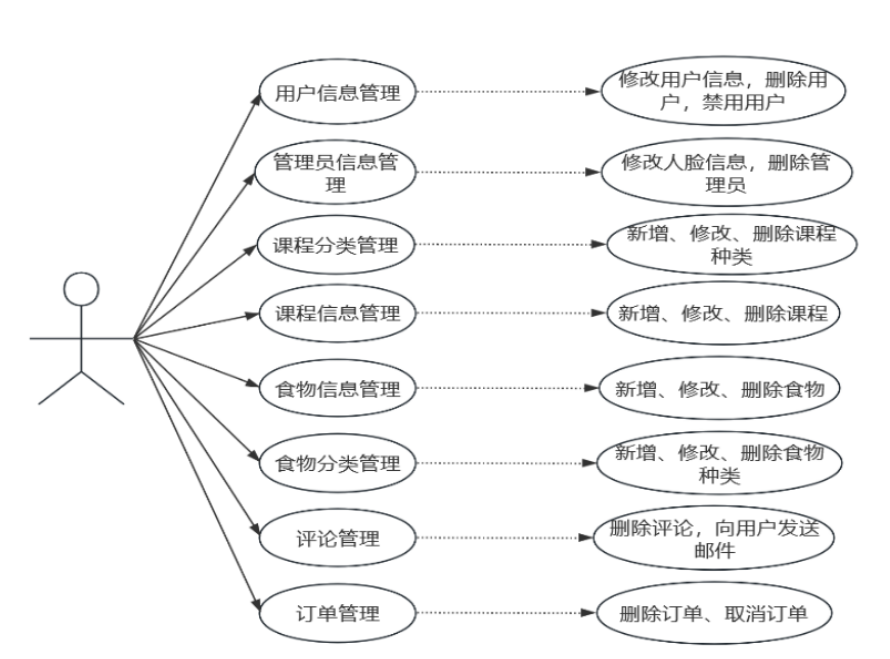 用户信息管理
修改用户信息，删除用
户，禁用用户
管理员信息管
理
修改人脸信息，删除管
理员
课程分类管理
新增、修改、删除课程
种类
课程信息管理
新增、修改、删除课程
食物信息管理
新增、修改、删除食物
食物分类管理
新增、修改、删除食物
种类
评论管理
删除评论，向用户发送
邮件
订单管理
删除订单、取消订单